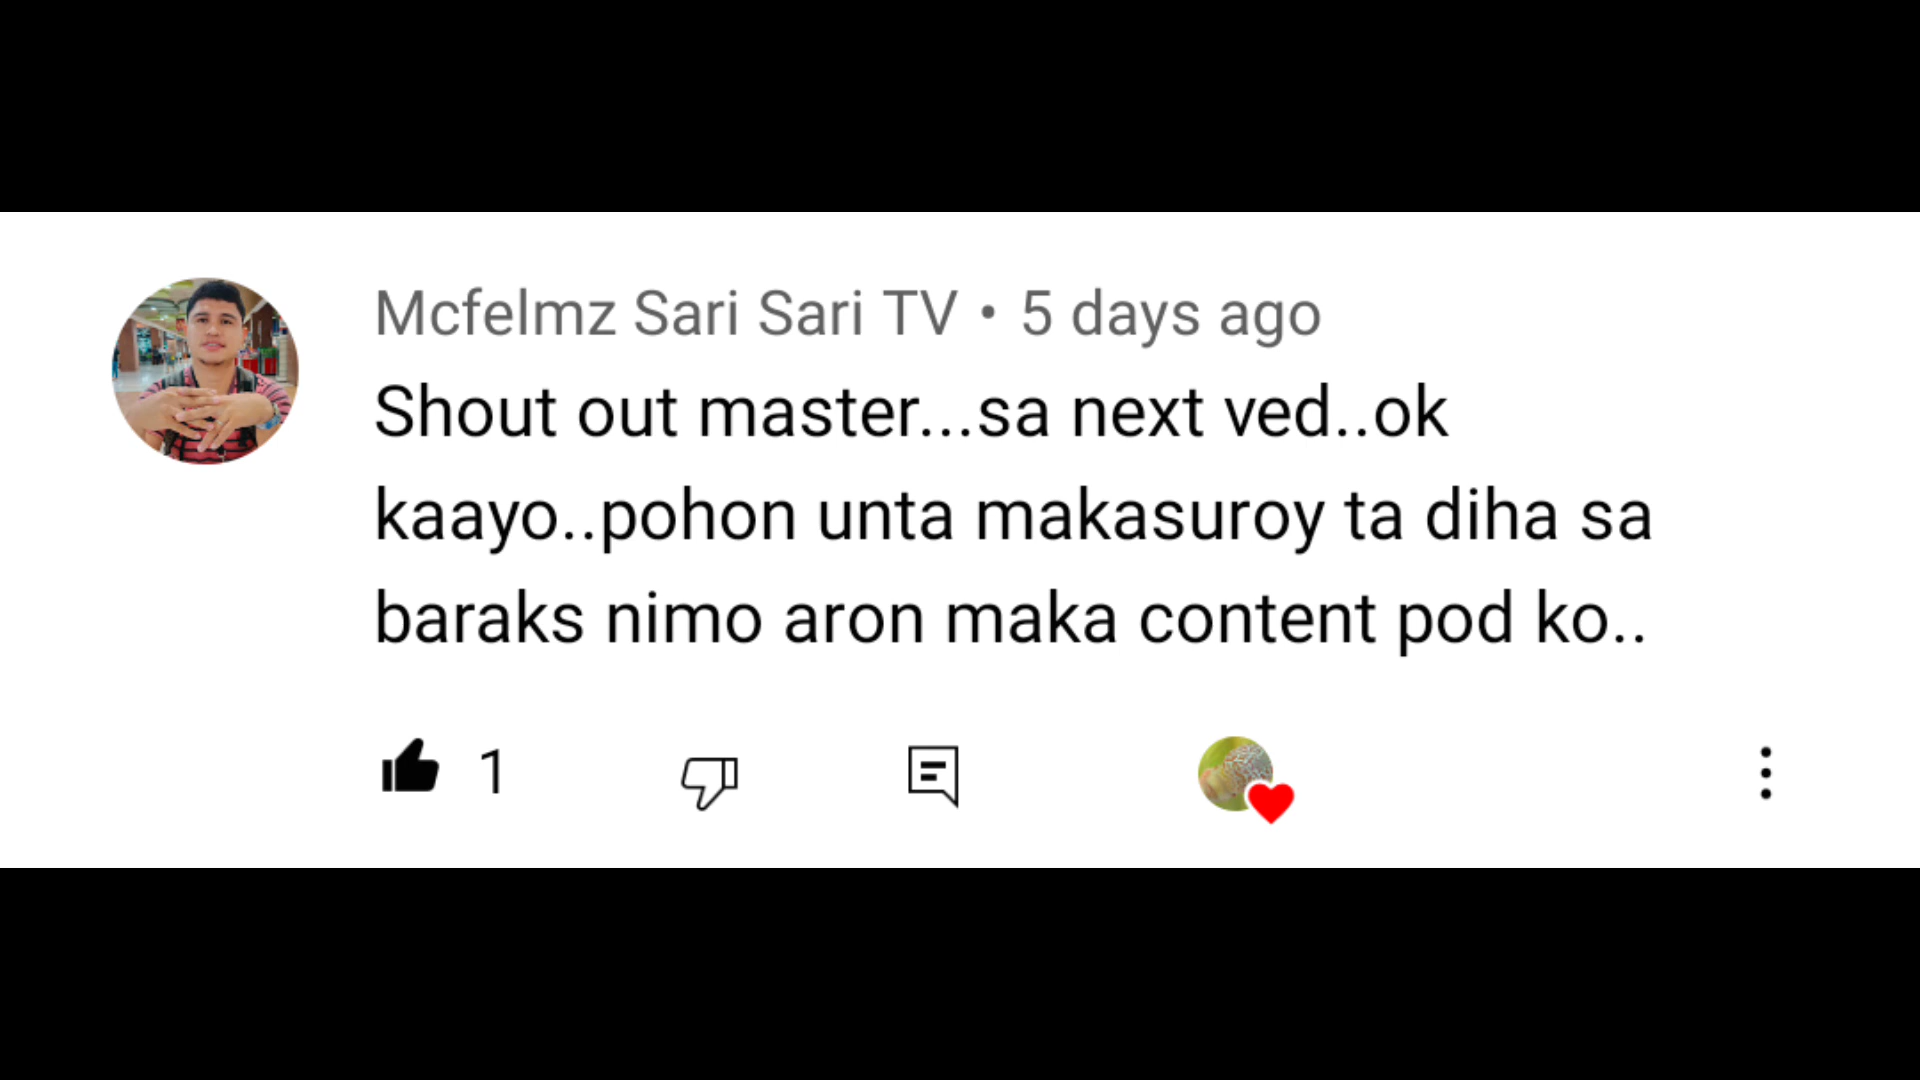 Mcfelmz Sari Sari TV • 5 days ago
Shout out master...sa next ved..ok
kaayo..pohon unta makasuroy ta diha sa
baraks nimo aron maka content pod ko..
1